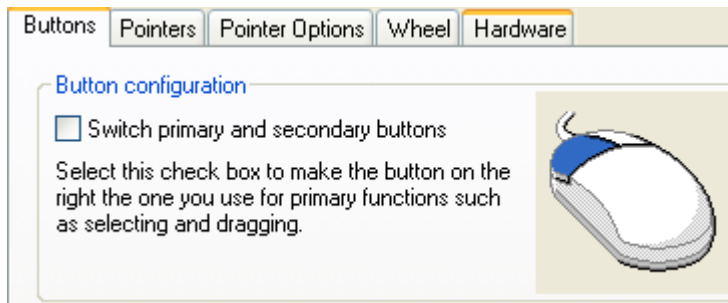 Buttons Pointers Pointer Options Wheel Hardware
Button configuration
Switch primary and secondary buttons
Select this check box to make the button on the
right the one you use for primary functions such
as selecting and dragging.